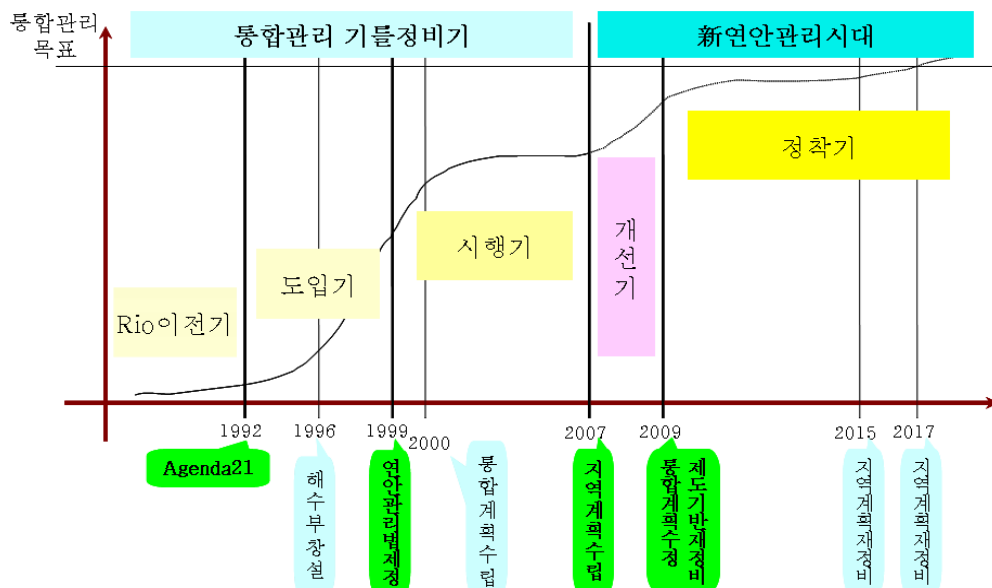 통합관리
목표
통합관리 기틀정비기
新연안관리시대
정착기
개선기
시행기
도입기
Rio이전기
1992
1996
1999
2000
2007
2009
2015
2017
Agenda21
해수부창설
연안관리법제정
통합계획수립
지역계획수립
통합계획수정
제도기반재정비
지역계획재정비
지역계획재정비